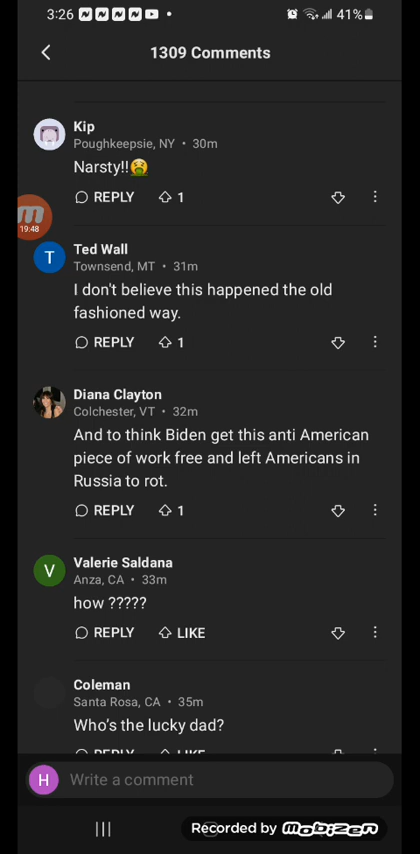 3:26
41%
1309 Comments
Kip
Poughkeepsie, NY • 30m
Narsty!!🤮
REPLY 1
19:48
Ted Wall
T
Townsend, MT • 31m
I don't believe this happened the old
fashioned way.
REPLY 1
Diana Clayton
Colchester, VT • 32m
And to think Biden get this anti American
piece of work free and left Americans in
Russia to rot.
REPLY 1
Valerie Saldana
V
Anza, CA • 33m
how ?????
REPLY LIKE
Coleman
Santa Rosa, CA • 35m
Who's the lucky dad?
REPLY LIKE
H Write a comment
Recorded by mobizen